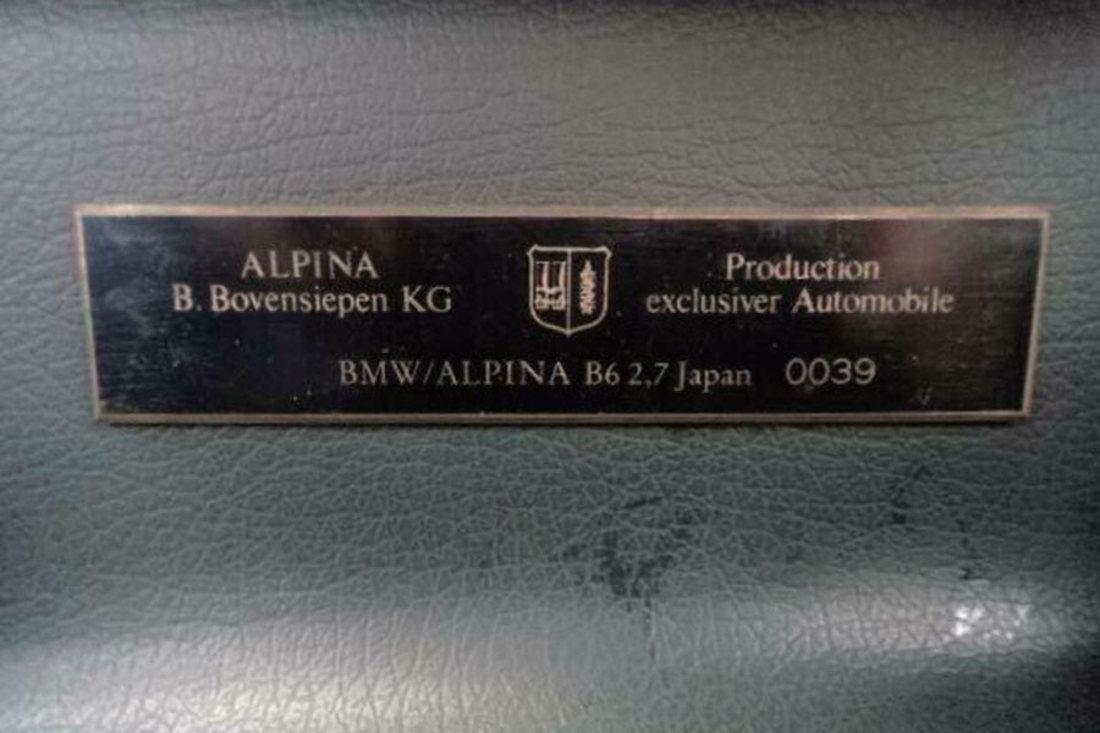 ALPINA
B. Bovensiepen KG
Production
exclusiver Automobile
BMW/ALPINA B6 2,7 Japan 0039